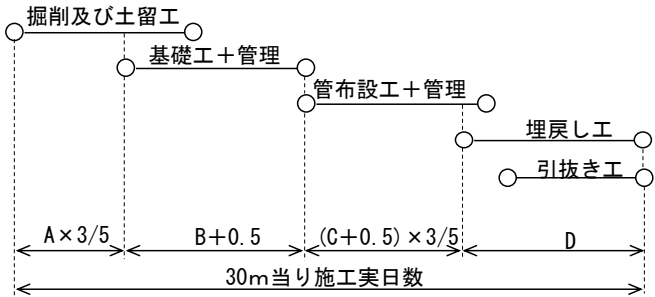 掘削及び土留工
基礎工＋管理
管布設工＋管理
埋戻し工
引抜き工
A×3/5
B＋0.5
(C＋0.5)×3/5
D
30ｍ当り施工実日数